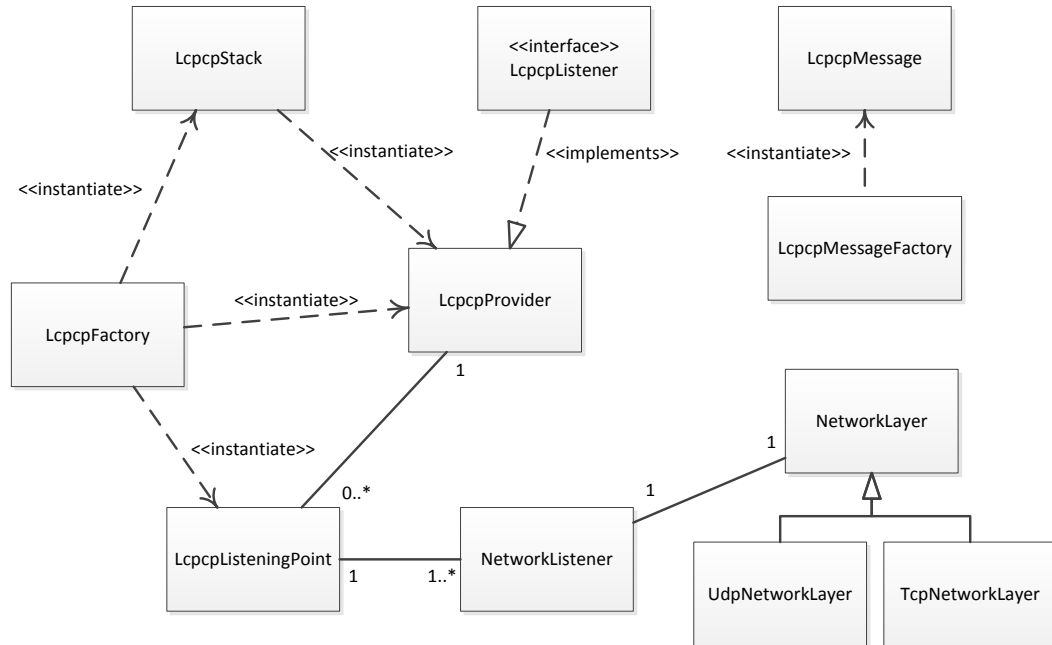 LcpcpStack
<<interface>>
LcpcpListener
LcpcpMessage
<<instantiate>>
<<implements>>
<<instantiate>>
<<instantiate>>
LcpcpMessageFactory
LcpcpFactory
<<instantiate>>
LcpcpProvider
1
<<instantiate>>
NetworkLayer
1
1
0..*
LcpcpListeningPoint
1
1..*
NetworkListener
UdpNetworkLayer
TcpNetworkLayer